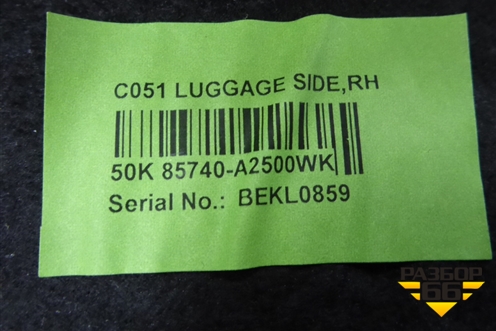 C051 LUGGAGE SIDE,RH
50K 85740-A2500WK
Serial No.: BEKL0859
РАЗБОР
66